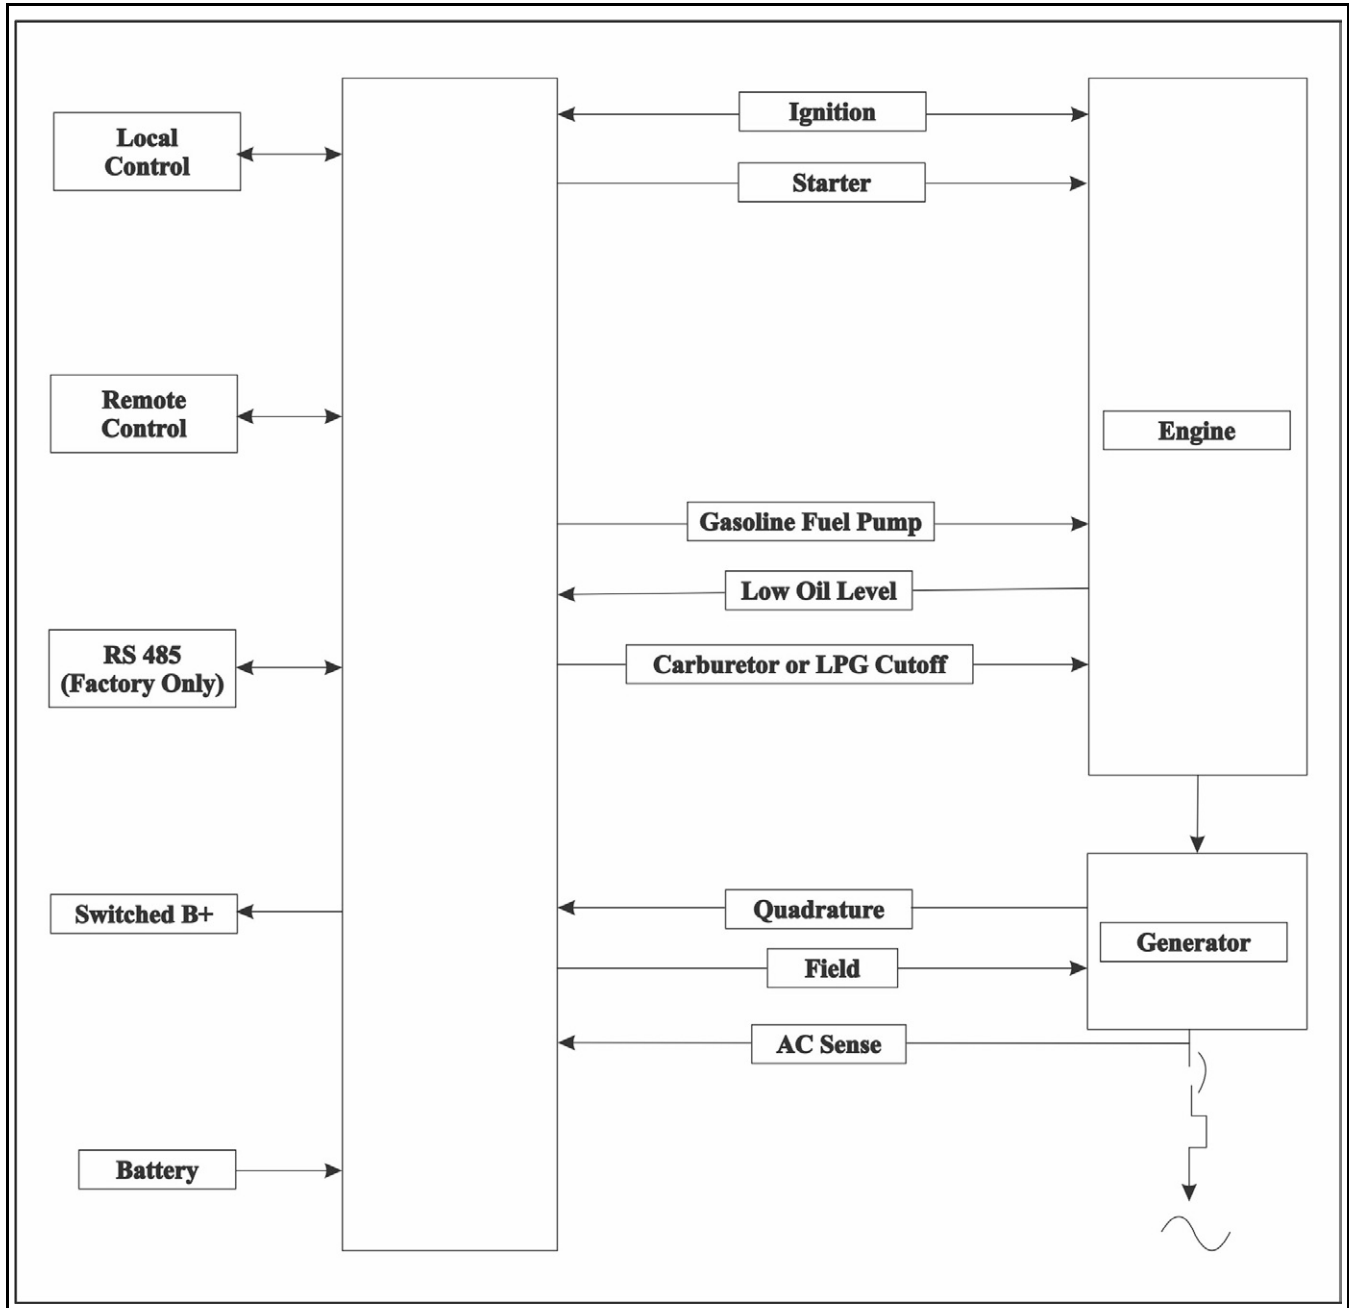 Local
Control
Ignition
Starter
Remote
Control
Engine
Gasoline Fuel Pump
Low Oil Level
RS 485
(Factory Only)
Carburetor or LPG Cutoff
Switched B+
Quadrature
Generator
Field
AC Sense
Battery